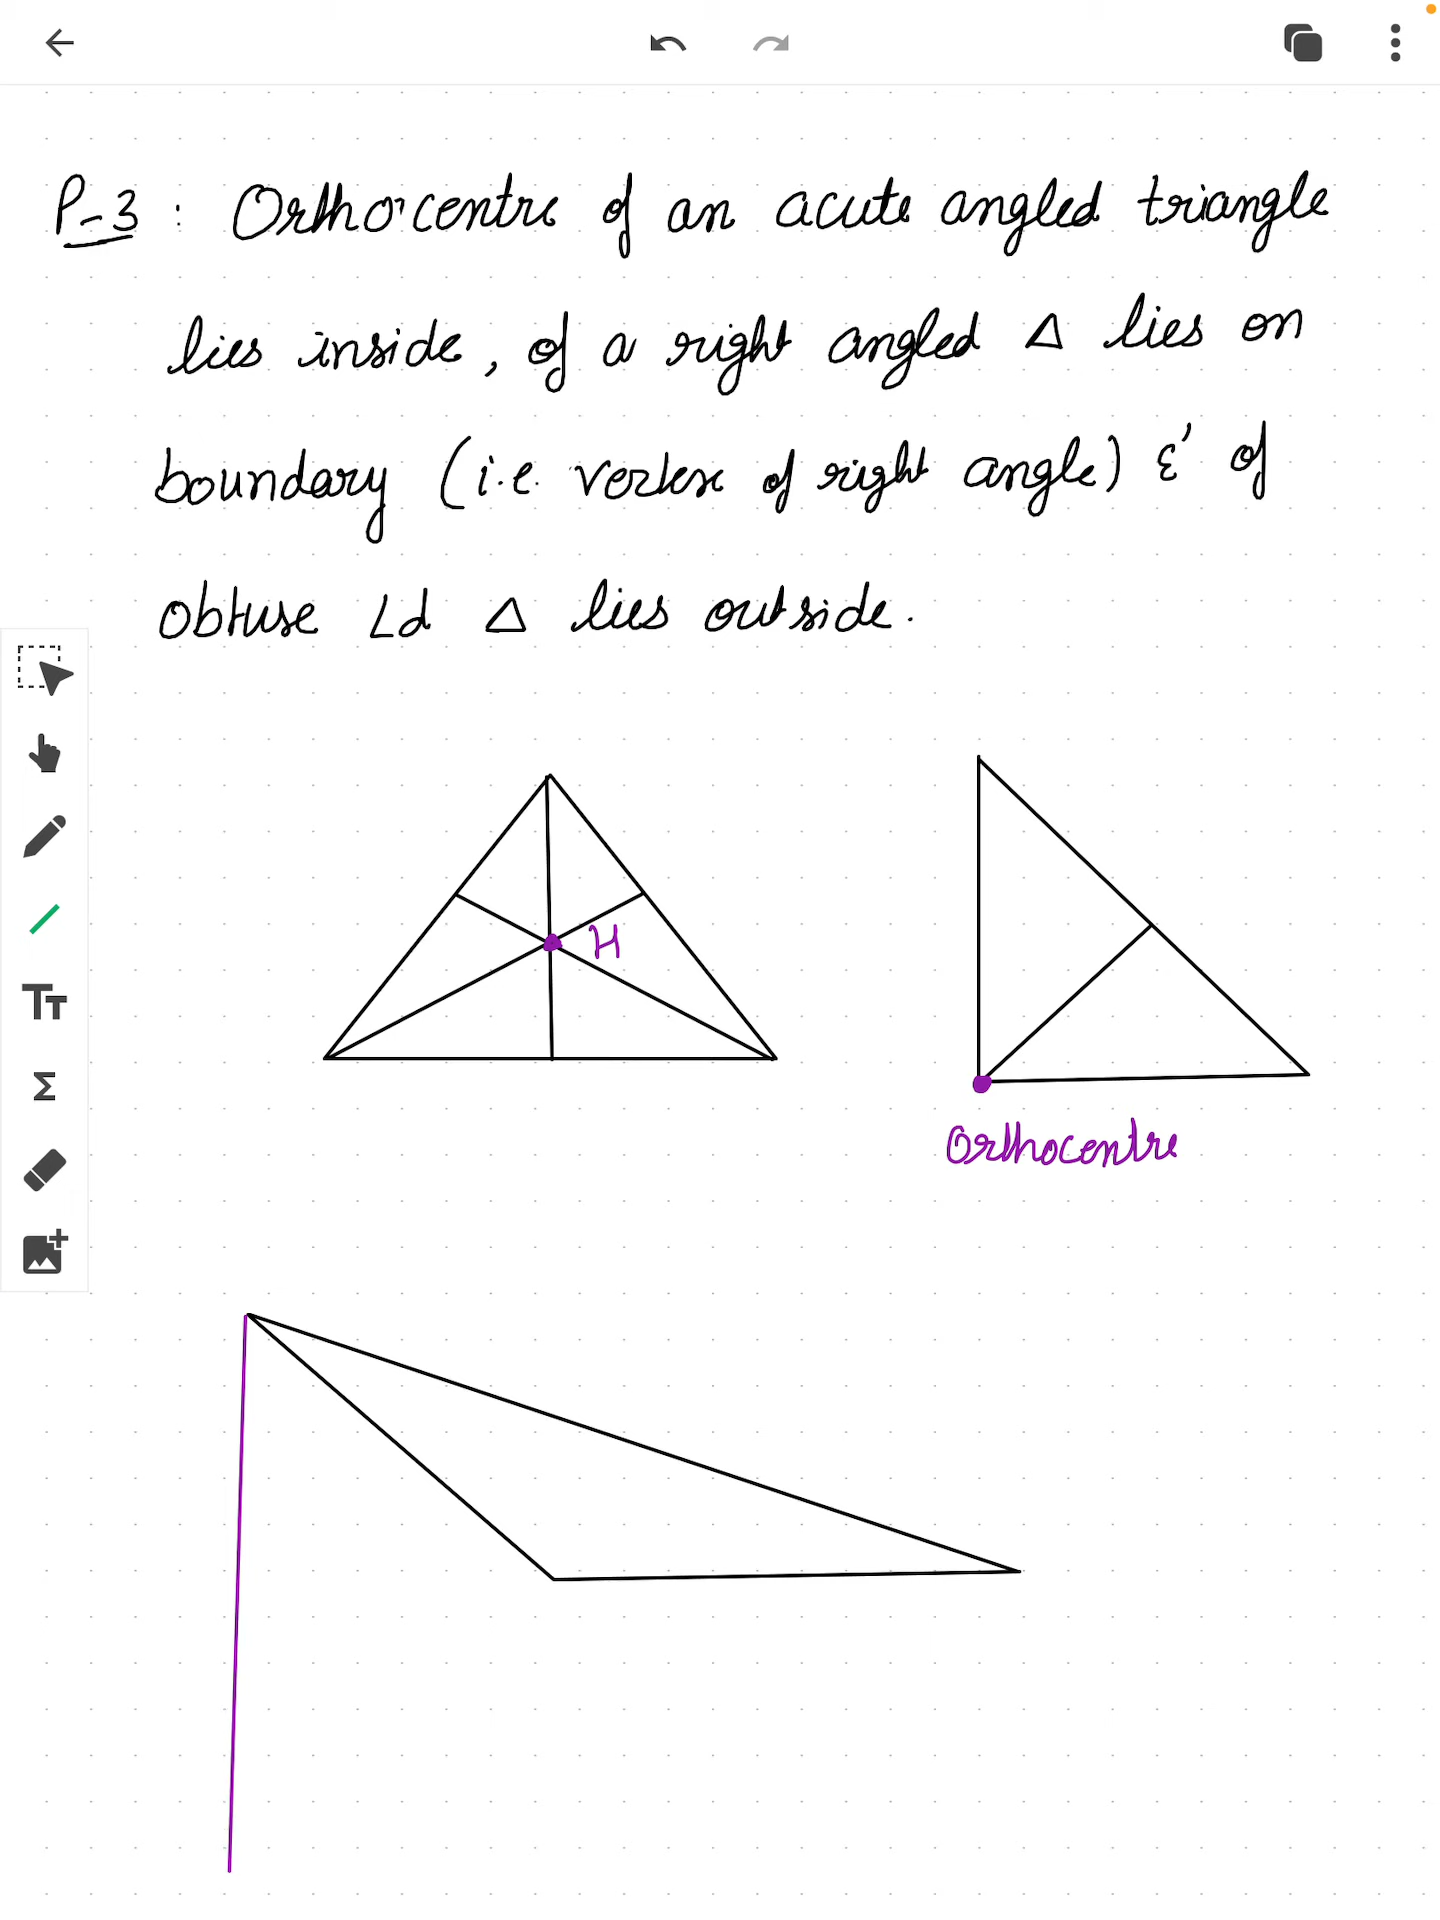 P-3 : Orthocentre of an acute angled triangle
lies inside, of a right angled Δ lies on
boundary (i.e. vertex of right angle) & of
obtuse ∠d Δ lies outside.
H
Orthocentre
TT
Σ